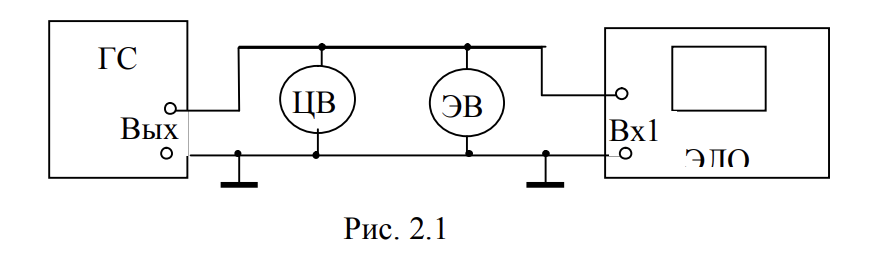 ГС
ЦВ
ЭВ
Вых
Вх1
ЭЛО
Рис. 2.1